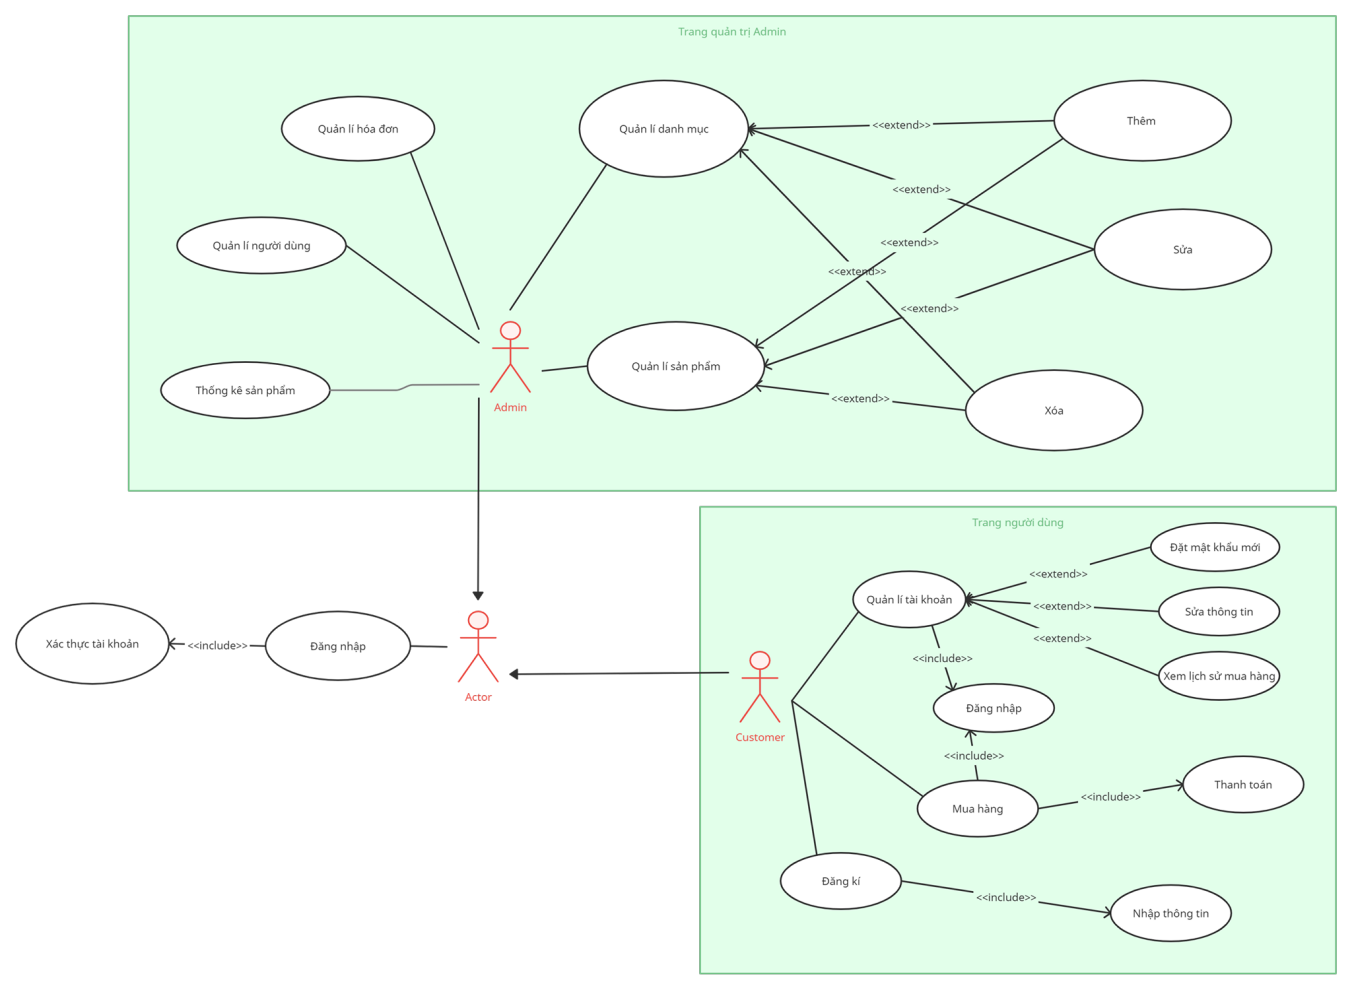 Trang quản trị Admin
Quản lí hóa đơn
Quản lí danh mục
<<extend>>
Thêm
<<extend>>
Quản lí người dùng
<<extend>>
Sửa
<<extend>>
<<extend>>
Quản lí sản phẩm
Thống kê sản phẩm
<<extend>>
Admin
Xóa
Trang người dùng
Đặt mật khẩu mới
<<extend>>
Quản lí tài khoản
<<extend>>
Sửa thông tin
<<extend>>
Xác thực tài khoản
<<include>>
Đăng nhập
<<include>>
Xem lịch sử mua hàng
Actor
Đăng nhập
Customer
<<include>>
Thanh toán
<<include>>
Mua hàng
Đăng kí
<<include>>
Nhập thông tin